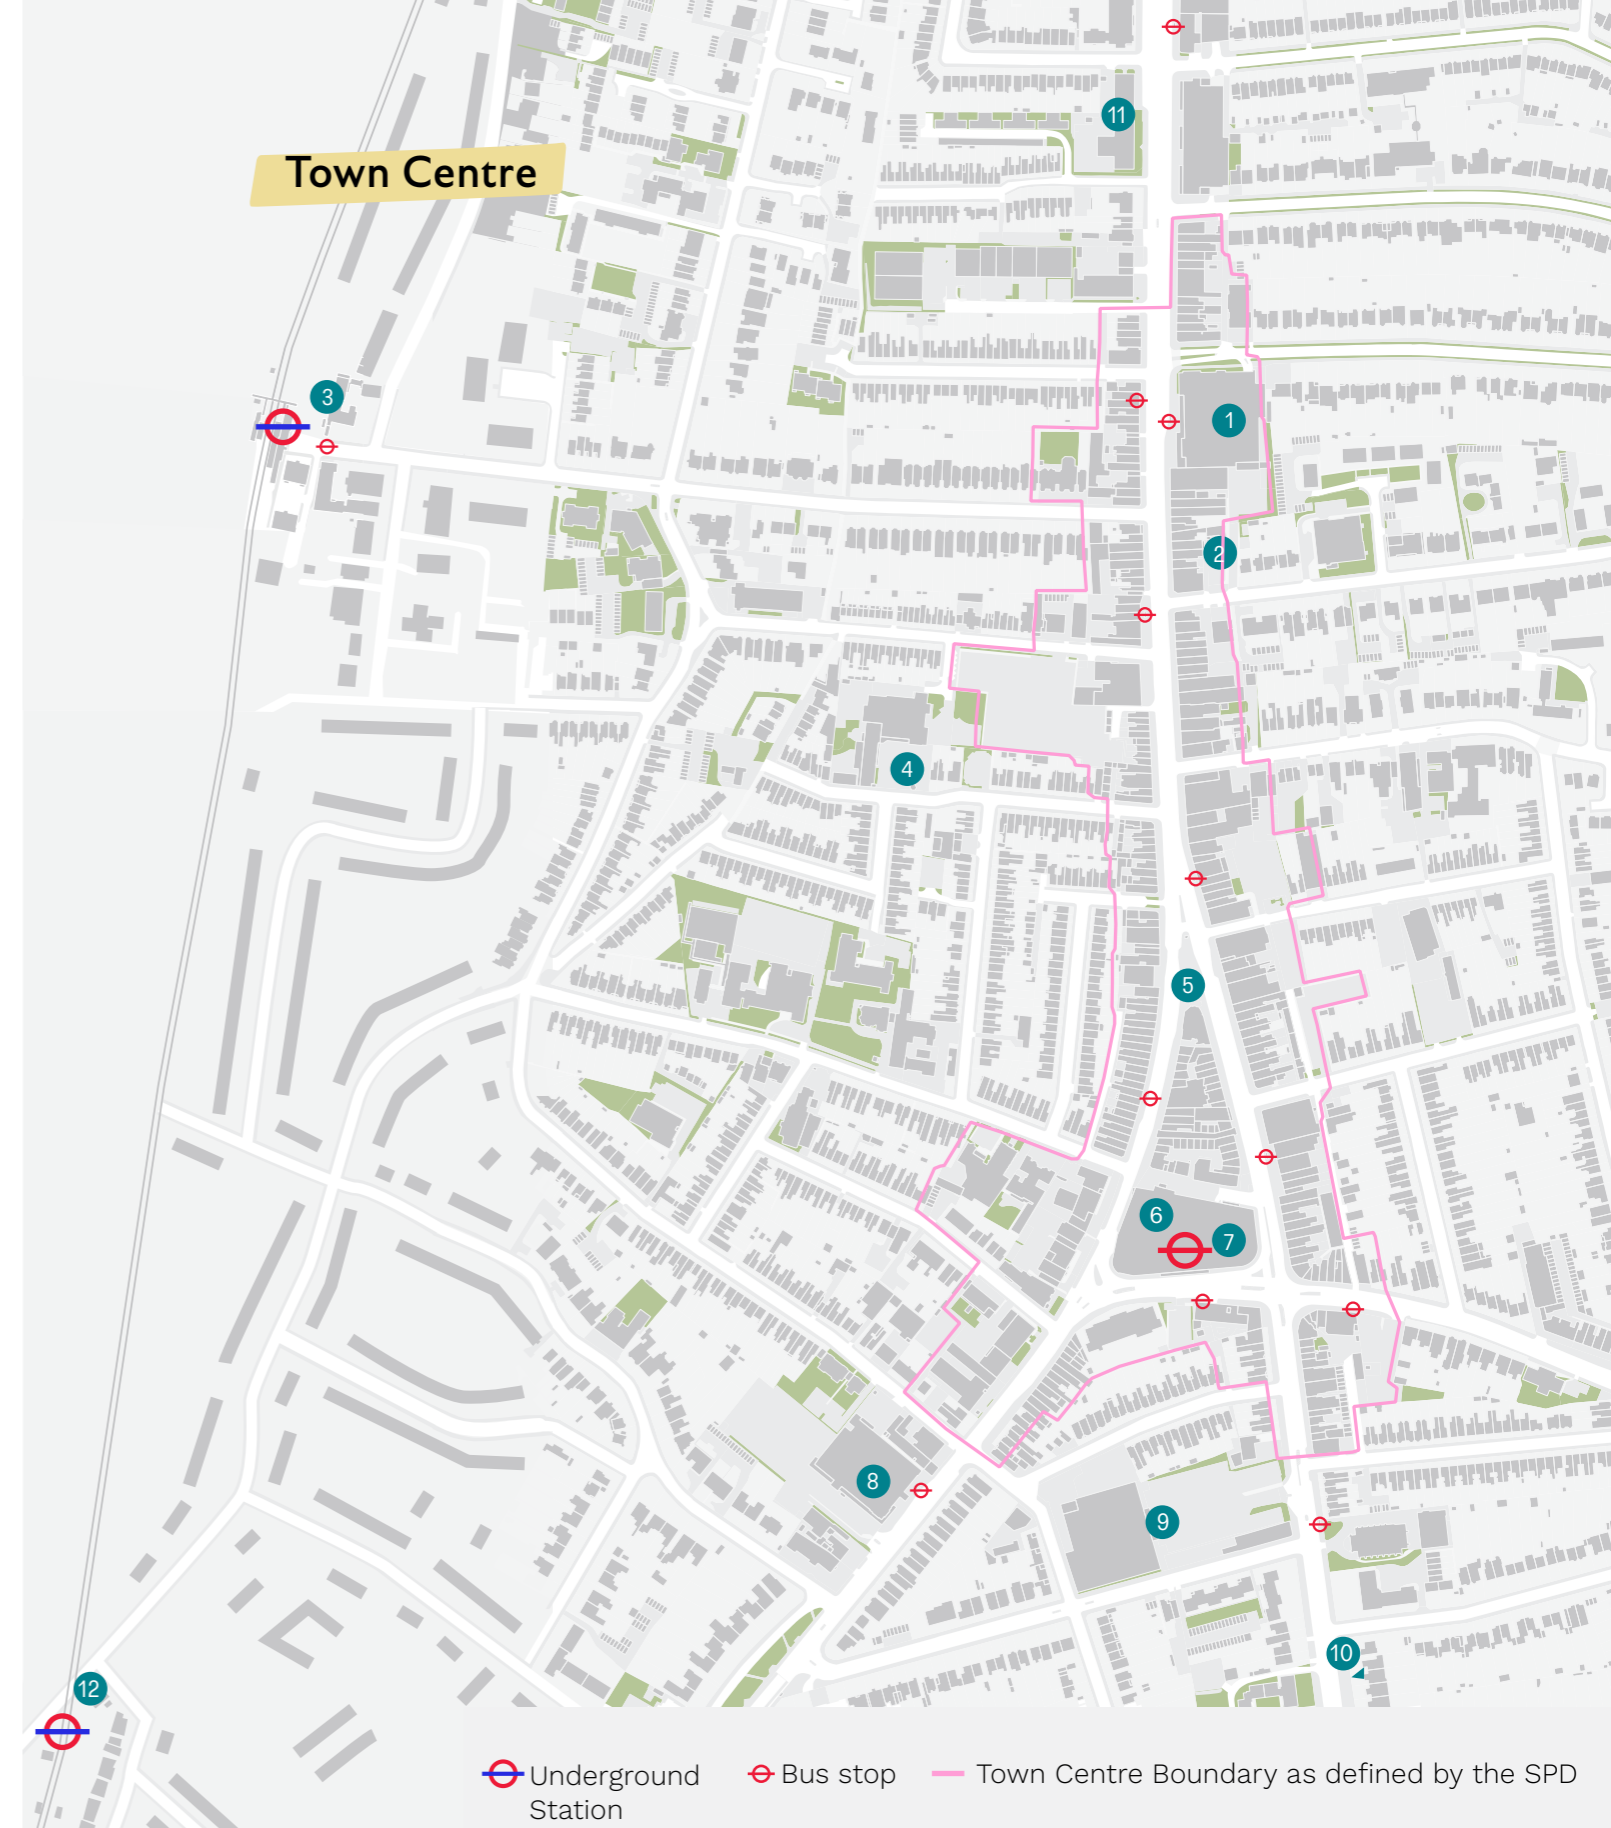 11
Town Centre
3
1
2
4
5
6
7
8
9
10
12
Underground
Station
Bus stop
Town Centre Boundary as defined by the SPD